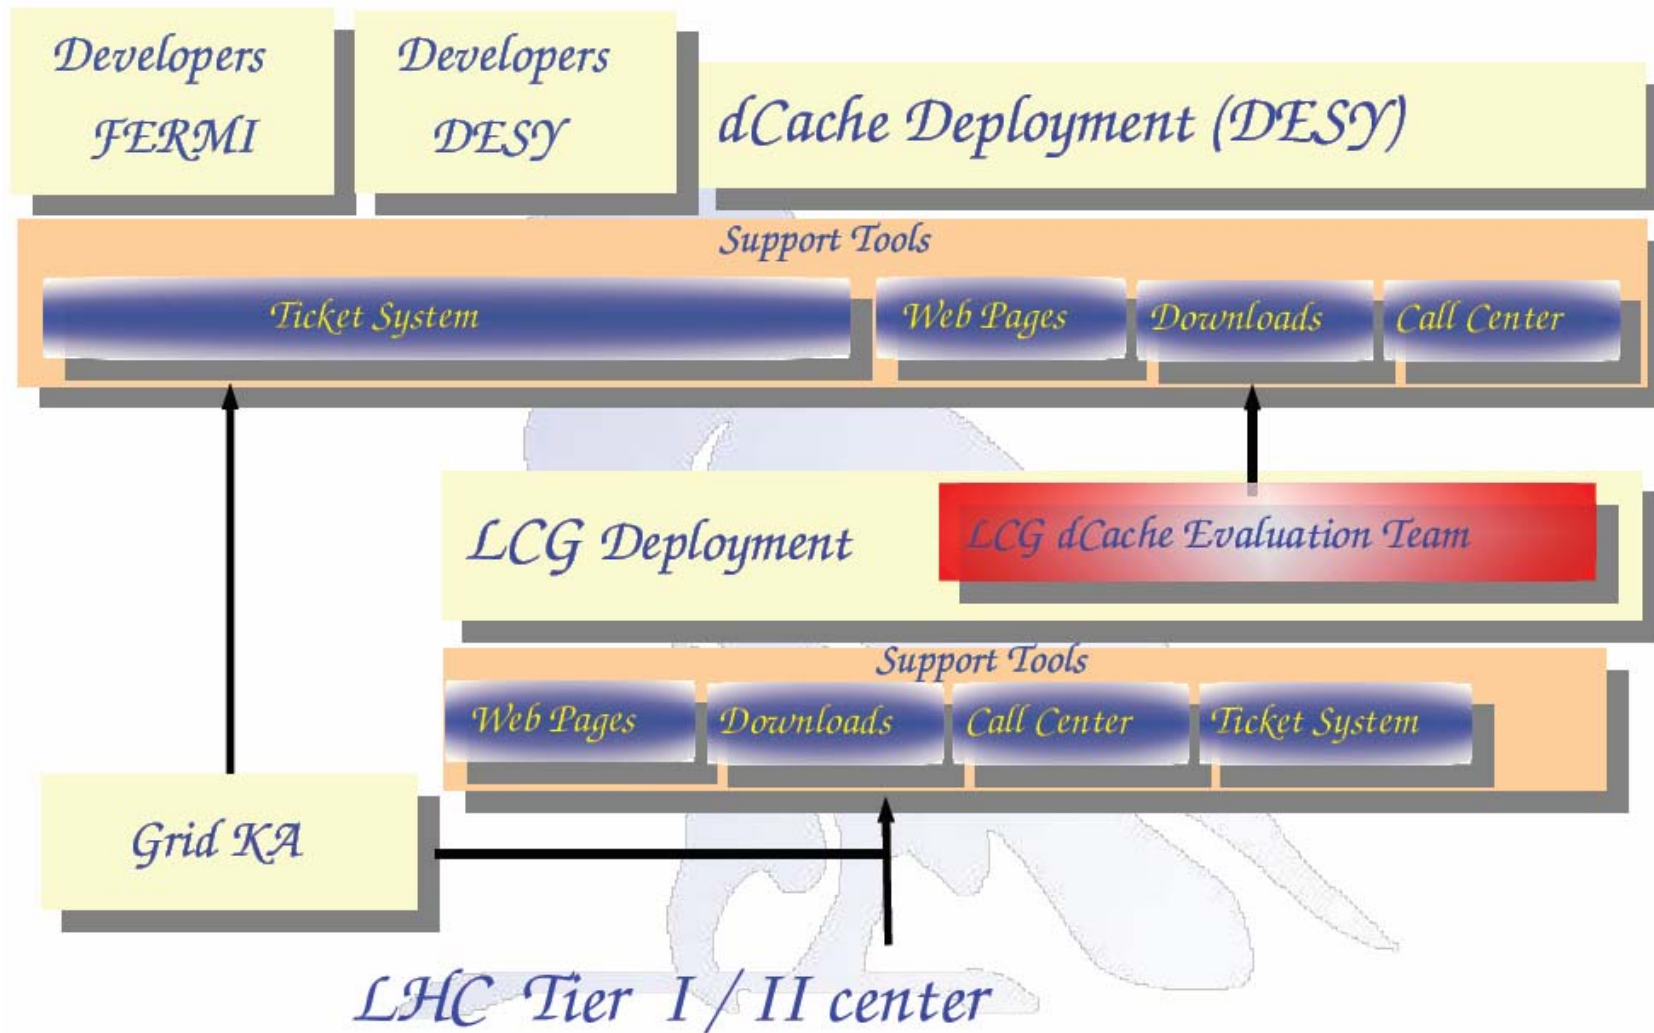 Developers
FERMI
Developers
DESY
dCache Deployment (DESY)
Support Tools
Ticket System
Web Pages
Downloads
Call Center
LCG Deployment
LCG dCache Evaluation Team
Support Tools
Web Pages
Downloads
Call Center
Ticket System
Grid KA
LHC Tier I / II center